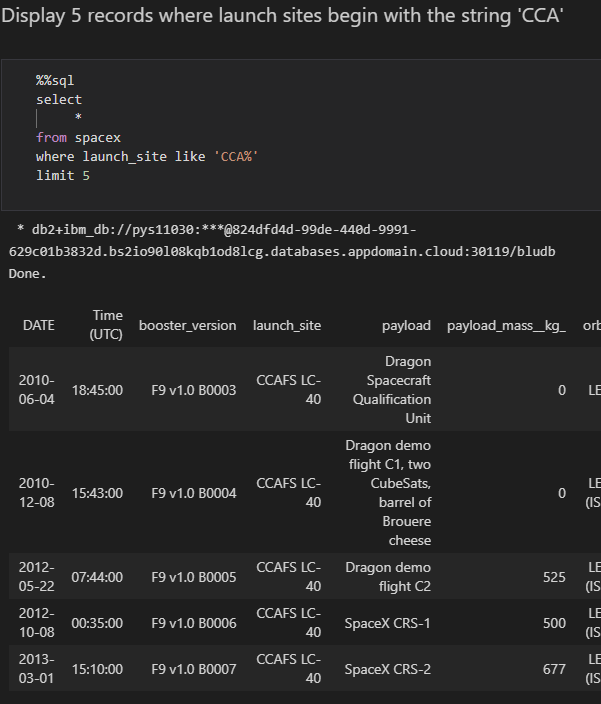 Display 5 records where launch sites begin with the string 'CCA'
%%sql
select
*
from spacex
where launch_site like 'CCA%'
limit 5
* db2+ibm_db://pys11030:***@824dfd4d-99de-440d-9991-
629c01b3832d.bs2io90l08kqb1od8lcg.databases.appdomain.cloud:30119/bludb
Done.
DATE Time (UTC) booster_version launch_site payload payload_mass__kg_ orb
2010-06-04 18:45:00 F9 v1.0 B0003 CCAFS LC-40 Dragon Spacecraft Qualification Unit 0 LE
2010-12-08 15:43:00 F9 v1.0 B0004 CCAFS LC-40 Dragon demo flight C1, two CubeSats, barrel of Brouere cheese 0 LE (IS
2012-05-22 07:44:00 F9 v1.0 B0005 CCAFS LC-40 Dragon demo flight C2 525 LE (IS
2012-10-08 00:35:00 F9 v1.0 B0006 CCAFS LC-40 SpaceX CRS-1 500 LE (IS
2013-03-01 15:10:00 F9 v1.0 B0007 CCAFS LC-40 SpaceX CRS-2 677 LE (IS